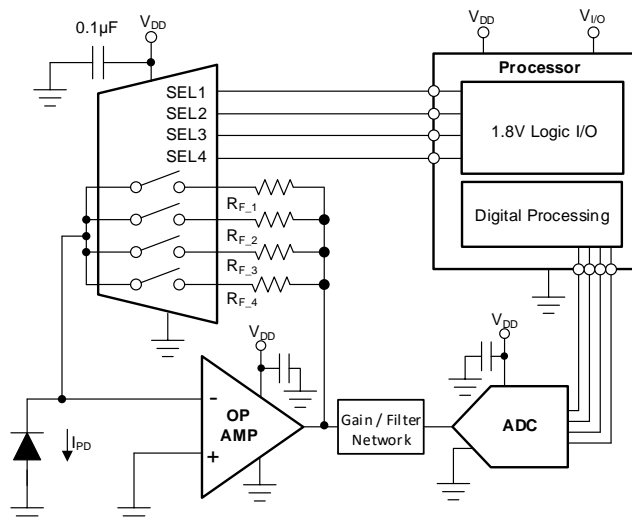 0.1µF
VDD
VDD
VI/O
Processor
SEL1
SEL2
SEL3
SEL4
1.8V Logic I/O
Digital Processing
RF_1
RF_2
RF_3
RF_4
VDD
VDD
-
OP
AMP
+
Gain / Filter
Network
ADC
IPD